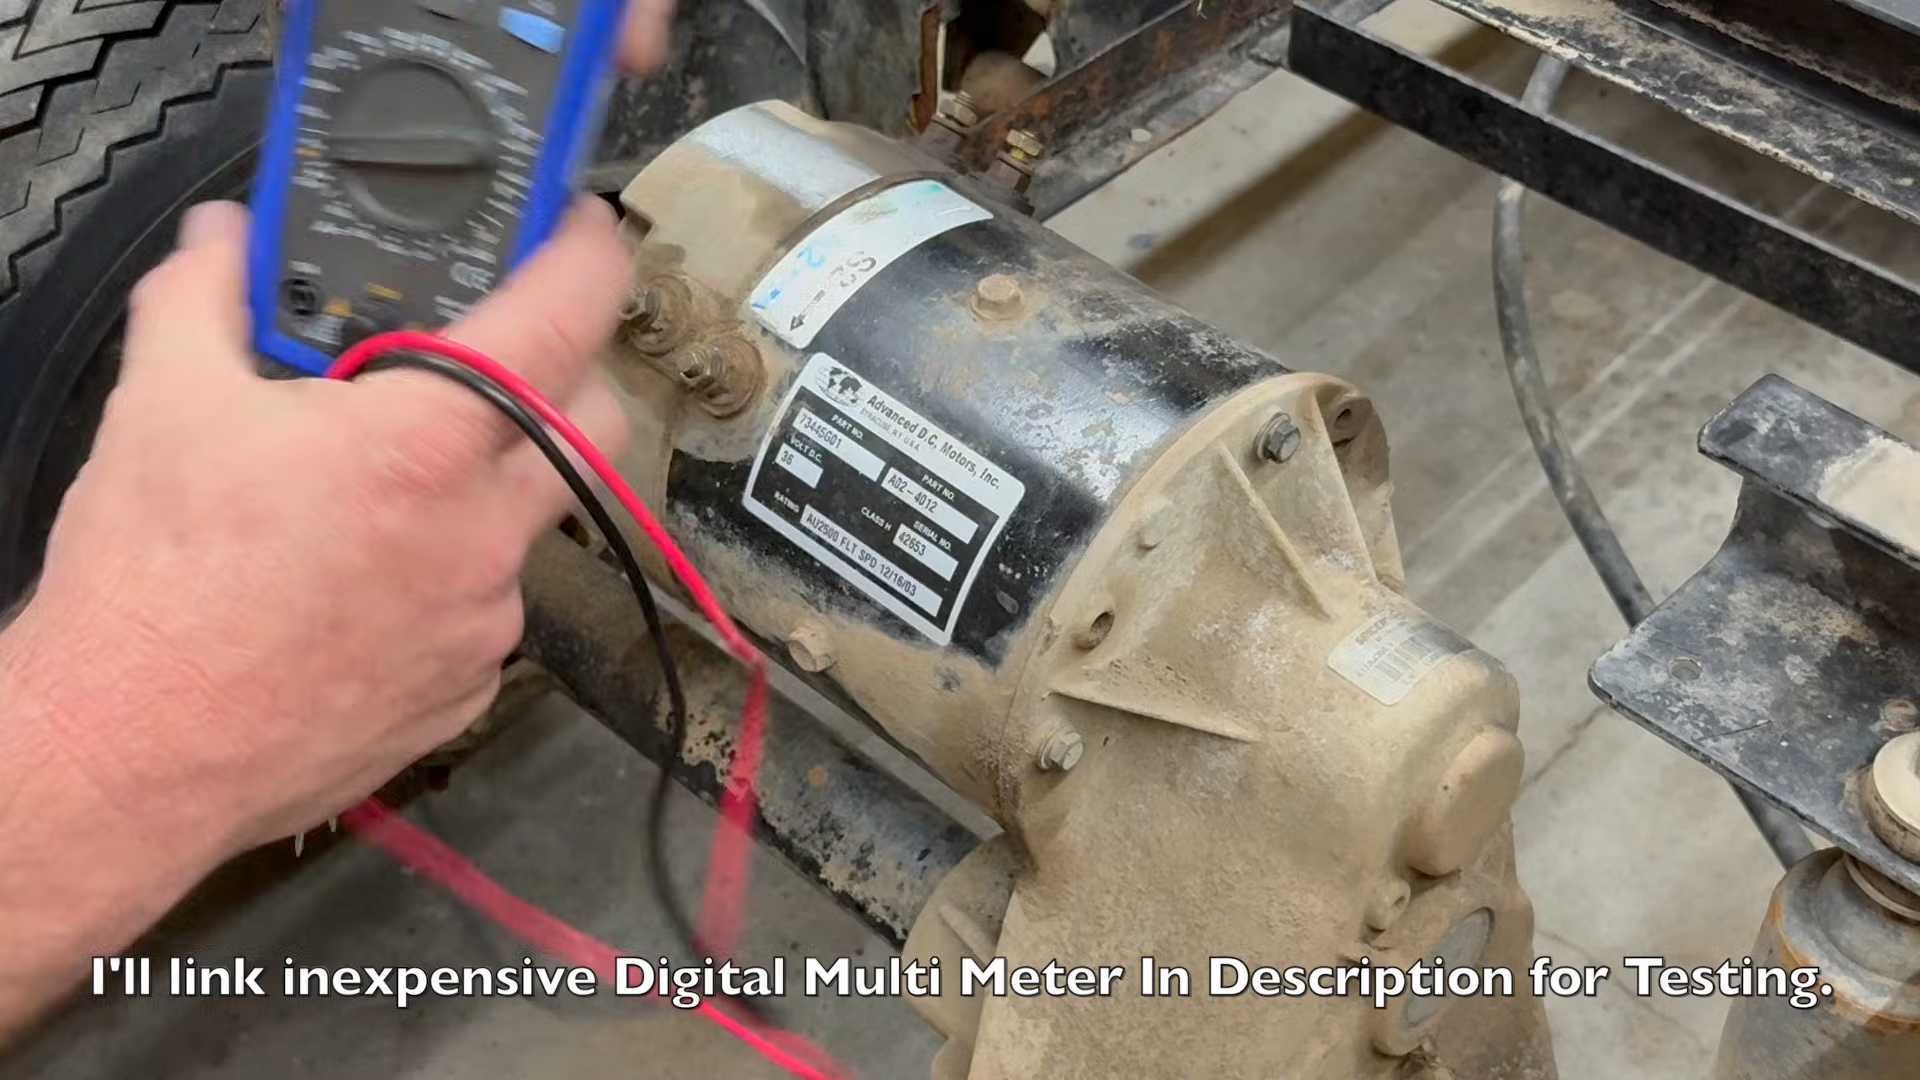 S2
Advanced D.C. Motors, Inc.
SYRACUSE, N.Y. U.S.A.
PART NO.
73445G01
PART NO.
A02-4012
VOLT D.C.
36
CLASS H
SERIAL NO.
42653
RATING
AU2500 FLT SPD 12/16/03
I'll link inexpensive Digital Multi Meter In Description for Testing.